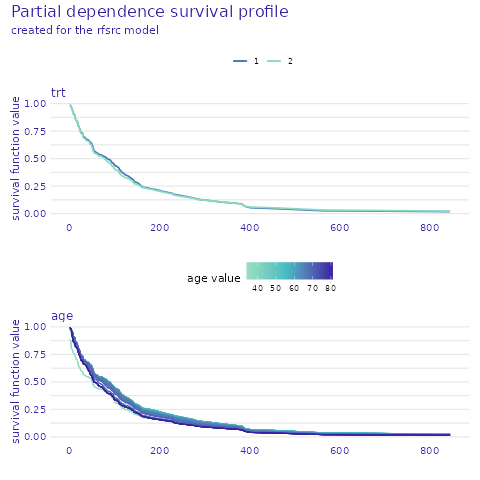 Partial dependence survival profile
created for the rfsrc model
1 2
trt
survival function value
1.00
0.75
0.50
0.25
0.00
0 200 400 600 800
age value
40 50 60 70 80
age
survival function value
1.00
0.75
0.50
0.25
0.00
0 200 400 600 800